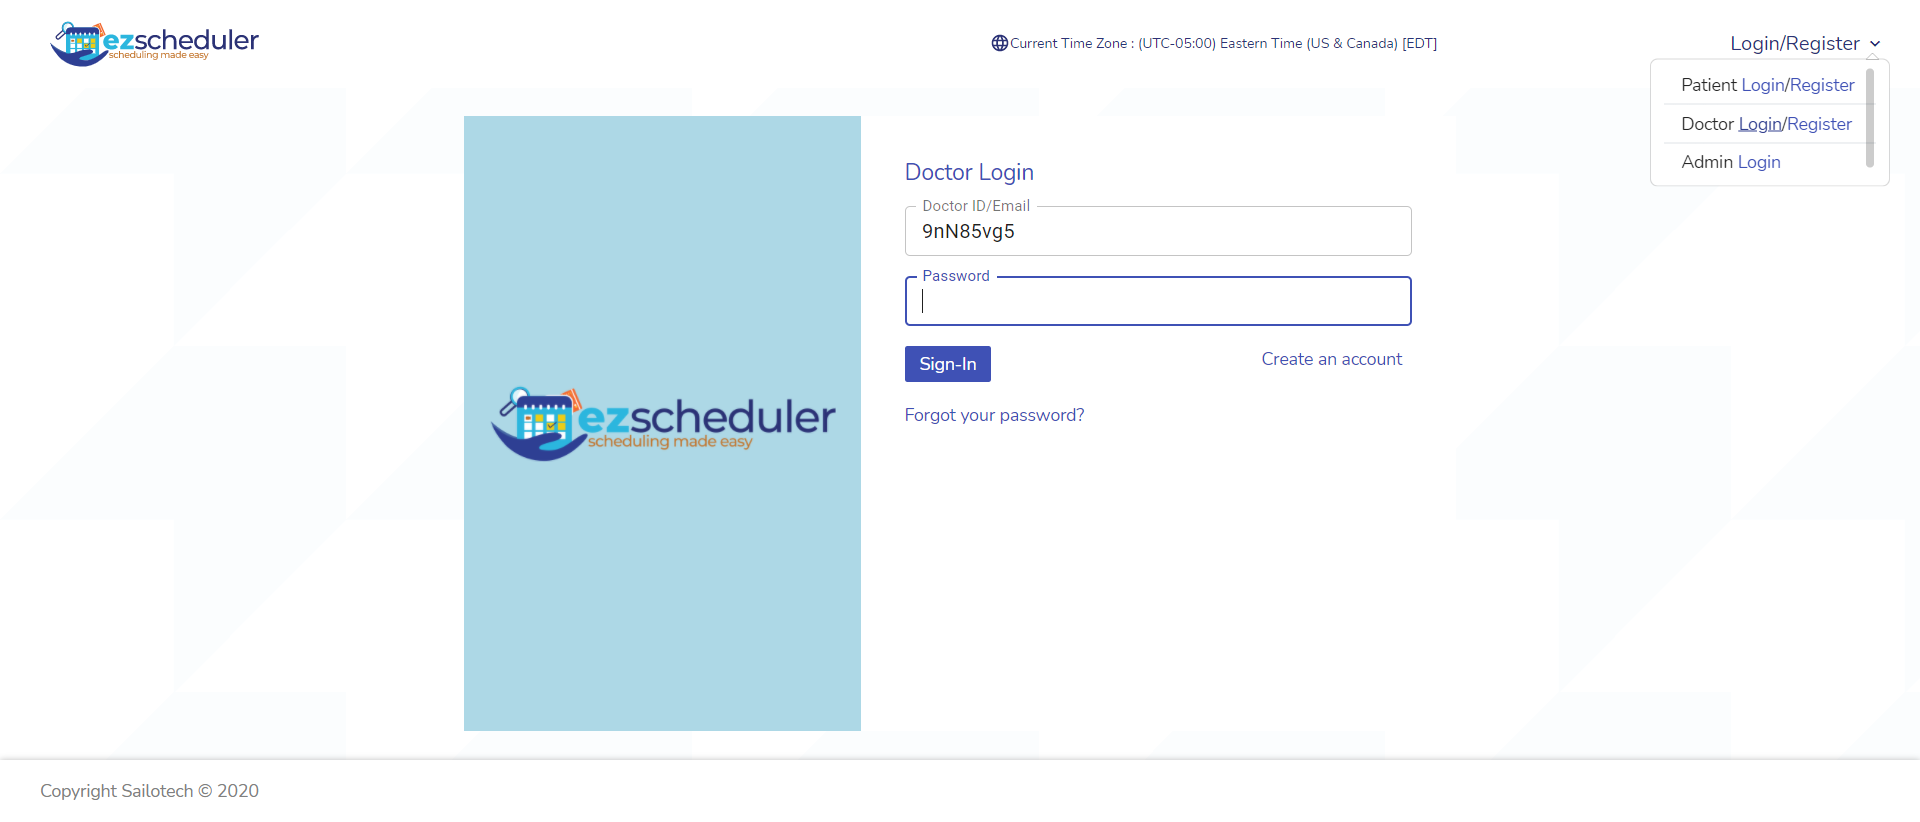 ezscheduler
scheduling made easy
Current Time Zone : (UTC-05:00) Eastern Time (US & Canada) [EDT]
Login/Register
Patient Login/Register
Doctor Login/Register
Admin Login
ezscheduler
scheduling made easy
Doctor Login
Doctor ID/Email
9nN85vg5
Password
Sign-In
Create an account
Forgot your password?
Copyright Sailotech © 2020